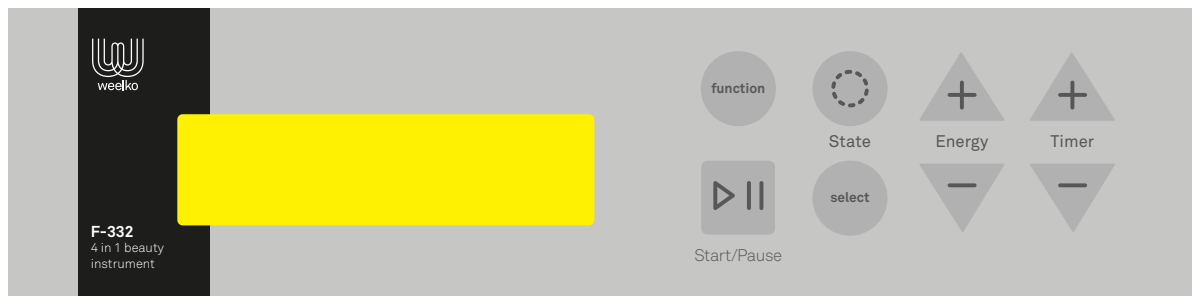 weelko
F-332
4 in 1 beauty
instrument
function
State
Energy
Timer
select
Start/Pause